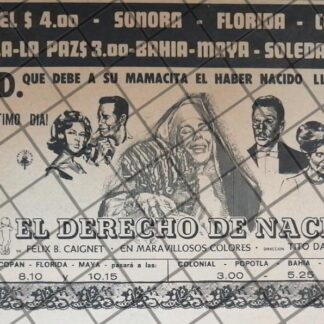 EL $ 4.00 - SONORA - FLORIDA -
A-LA PAZ$ 3.00-BAHIA-MAYA-SOLEDA
O. QUE DEBE A SU MAMACITA EL HABER NACIDO
TIMO DIA!
EL DERECHO DE NAC
DE FELIX B. CAIGNET - EN MARAVILLOSOS COLORES - DIRECCION TITO DA
COPAN - FLORIDA - MAYA - pasará a las:
8.10 y 10.15
COLONIAL - POPOTLA - BAHIA -
3.00 5.25